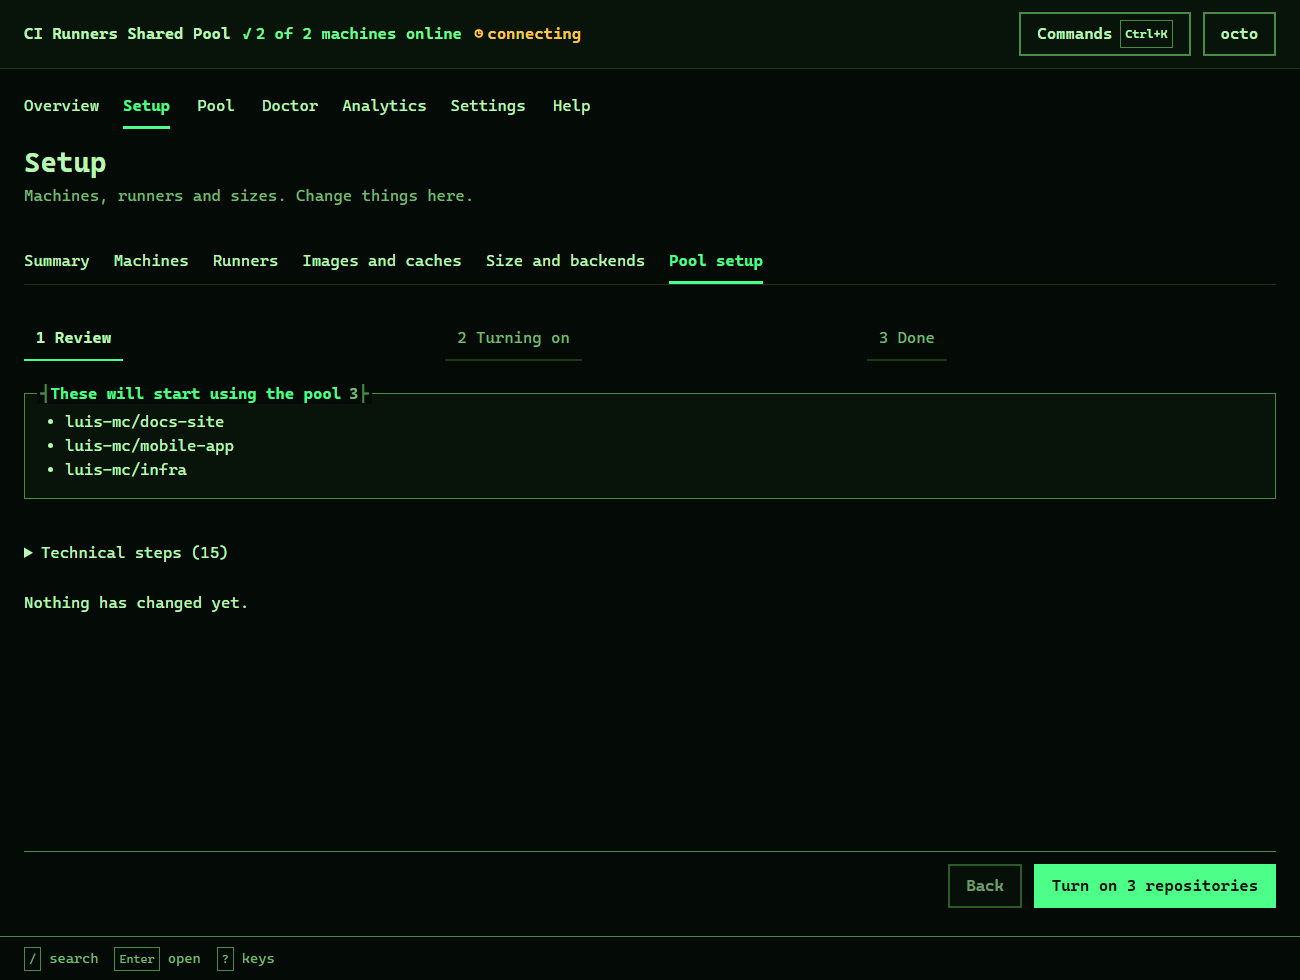 CI Runners Shared Pool ✓ 2 of 2 machines online connecting Commands Ctrl+K octo
Overview Setup Pool Doctor Analytics Settings Help
Setup
Machines, runners and sizes. Change things here.
Summary Machines Runners Images and caches Size and backends Pool setup
1 Review 2 Turning on 3 Done
These will start using the pool 3
• luis-mc/docs-site
• luis-mc/mobile-app
• luis-mc/infra
▶ Technical steps (15)
Nothing has changed yet.
Back Turn on 3 repositories
/ search Enter open ? keys